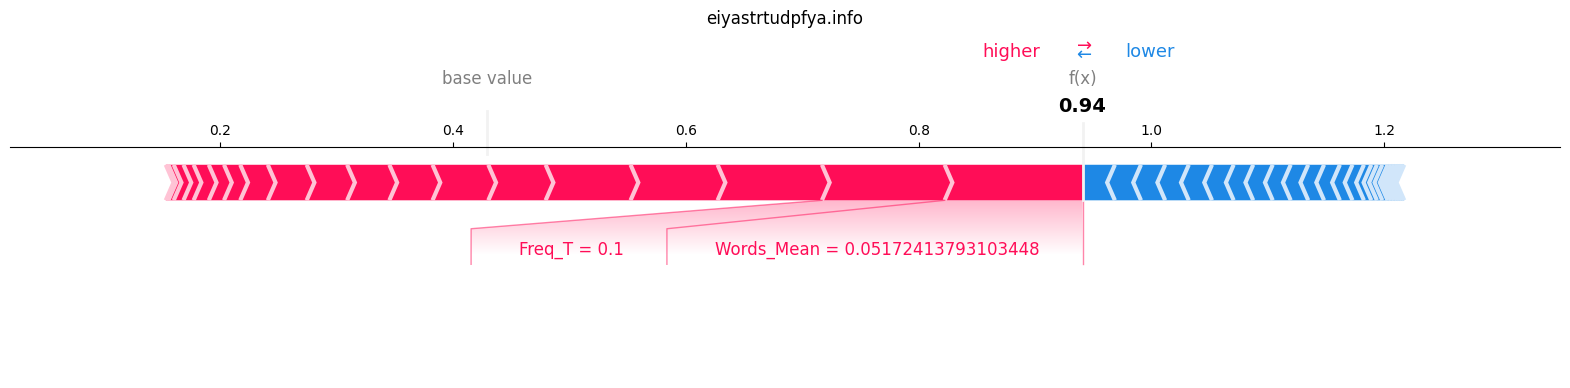 eiyastrtudpfya.info
higher → ← lower
base value f(x)
0.94
0.2 0.4 0.6 0.8 1.0 1.2
Freq_T = 0.1 Words_Mean = 0.05172413793103448